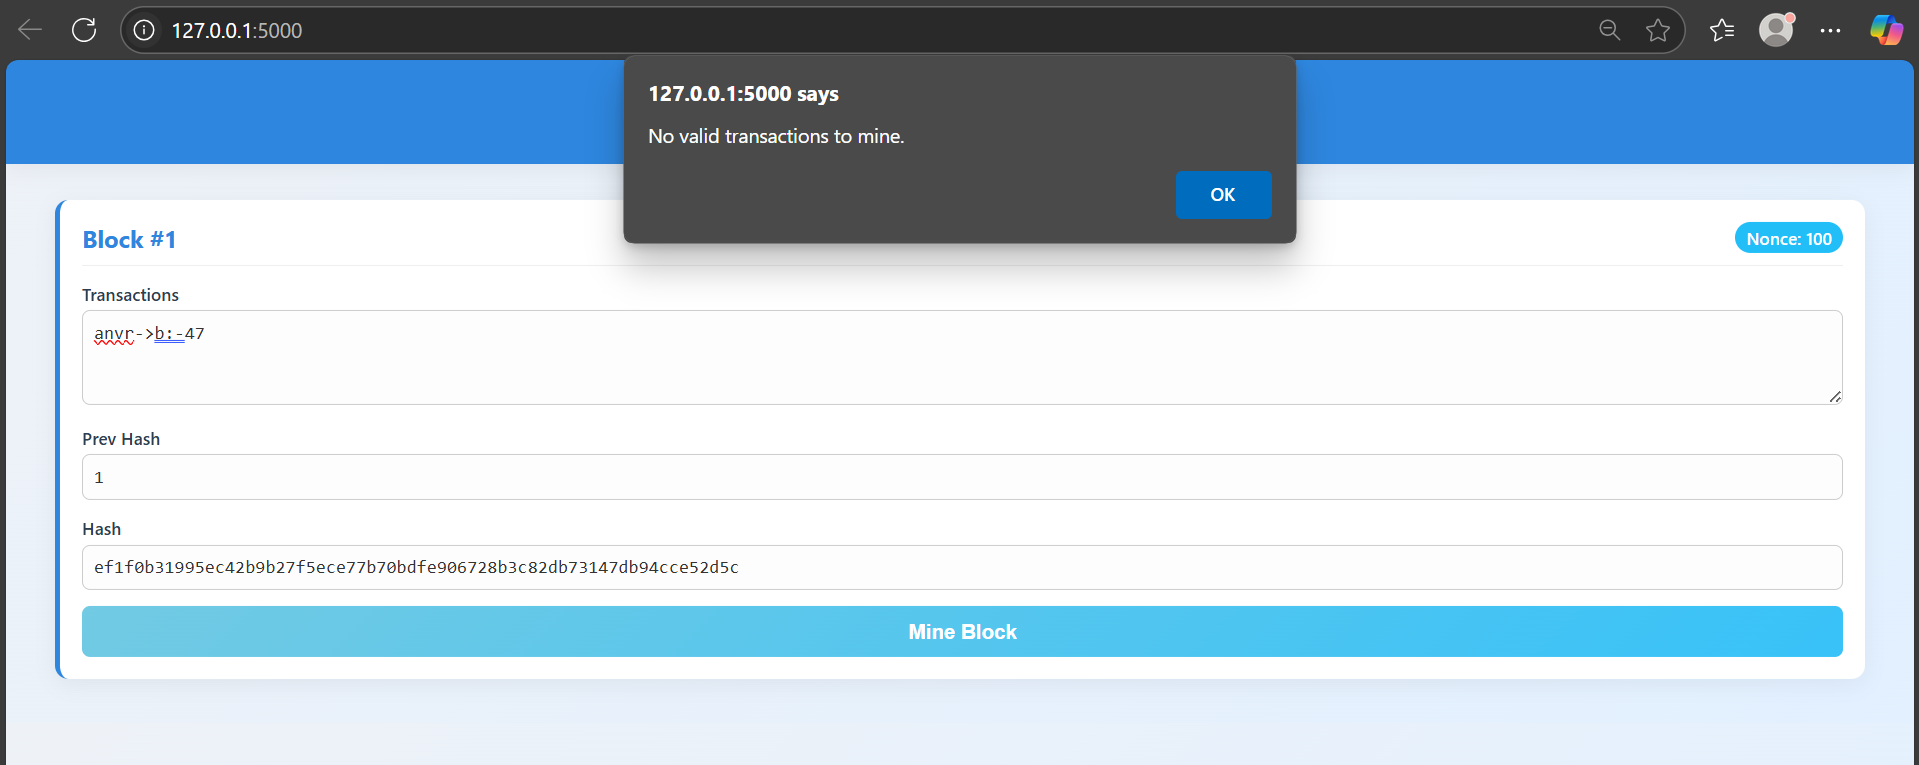 127.0.0.1:5000
127.0.0.1:5000 says
No valid transactions to mine.
OK
Block #1
Nonce: 100
Transactions
anvr->b:-47
Prev Hash
1
Hash
ef1f0b31995ec42b9b27f5ece77b70bdfe906728b3c82db73147db94cce52d5c
Mine Block